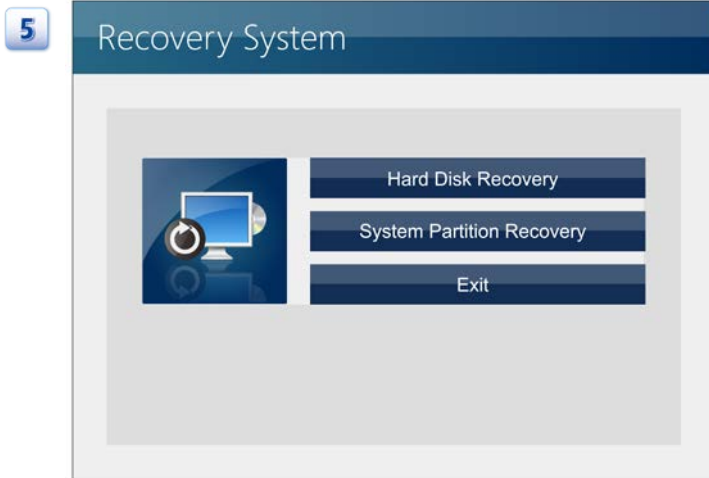 5
Recovery System
Hard Disk Recovery
System Partition Recovery
Exit